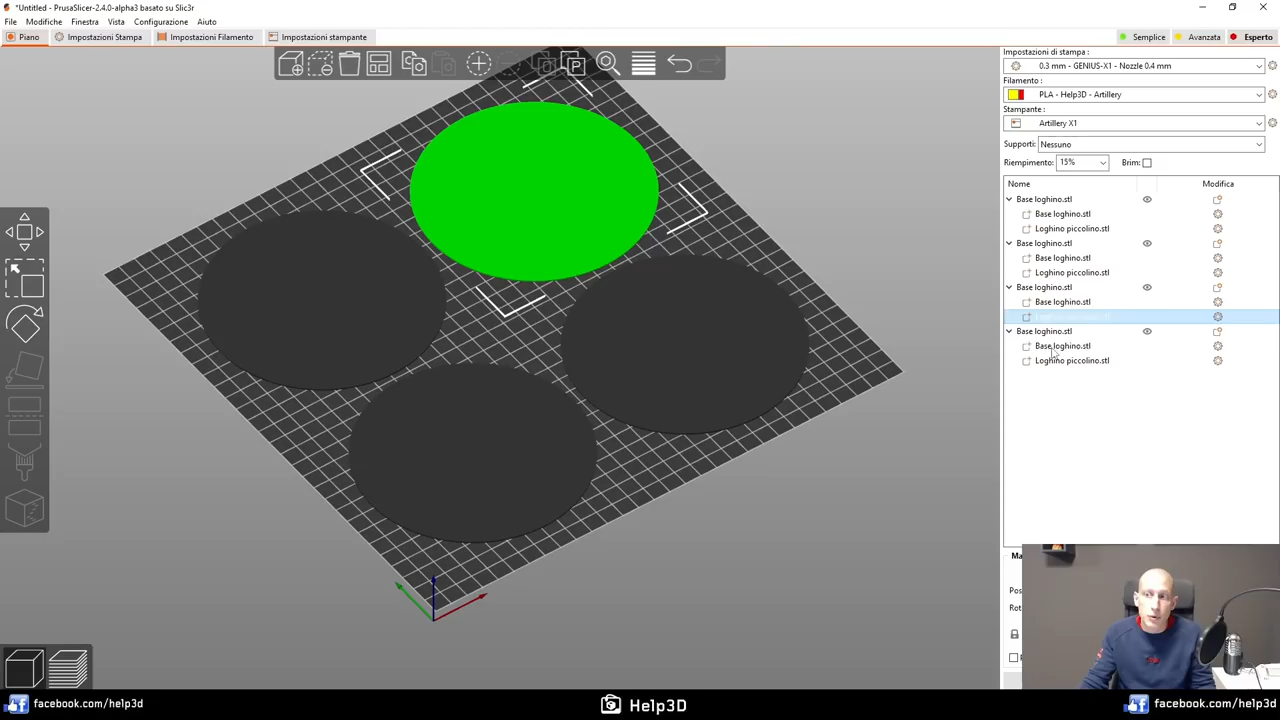 *Untitled - PrusaSlicer-2.4.0-alpha3 basato su Slic3r
File Modifiche Finestra Vista Configurazione Aiuto
Piano Impostazioni Stampa Impostazioni Filamento Impostazioni stampante Semplice Avanzata Esperto
Impostazioni di stampa:
0.3 mm - GENIUS-X1 - Nozzle 0.4 mm
Filamento :
PLA - Help3D - Artillery
Stampante :
Artillery X1
Supporti: Nessuno
Riempimento: 15% Brim:
Nome Modifica
Base loghino.stl
Base loghino.stl
Loghino piccolino.stl
Base loghino.stl
Base loghino.stl
Loghino piccolino.stl
Base loghino.stl
Base loghino.stl
Base loghino.stl
Base loghino.stl
Loghino piccolino.stl
facebook.com/help3d Help3D facebook.com/help3d